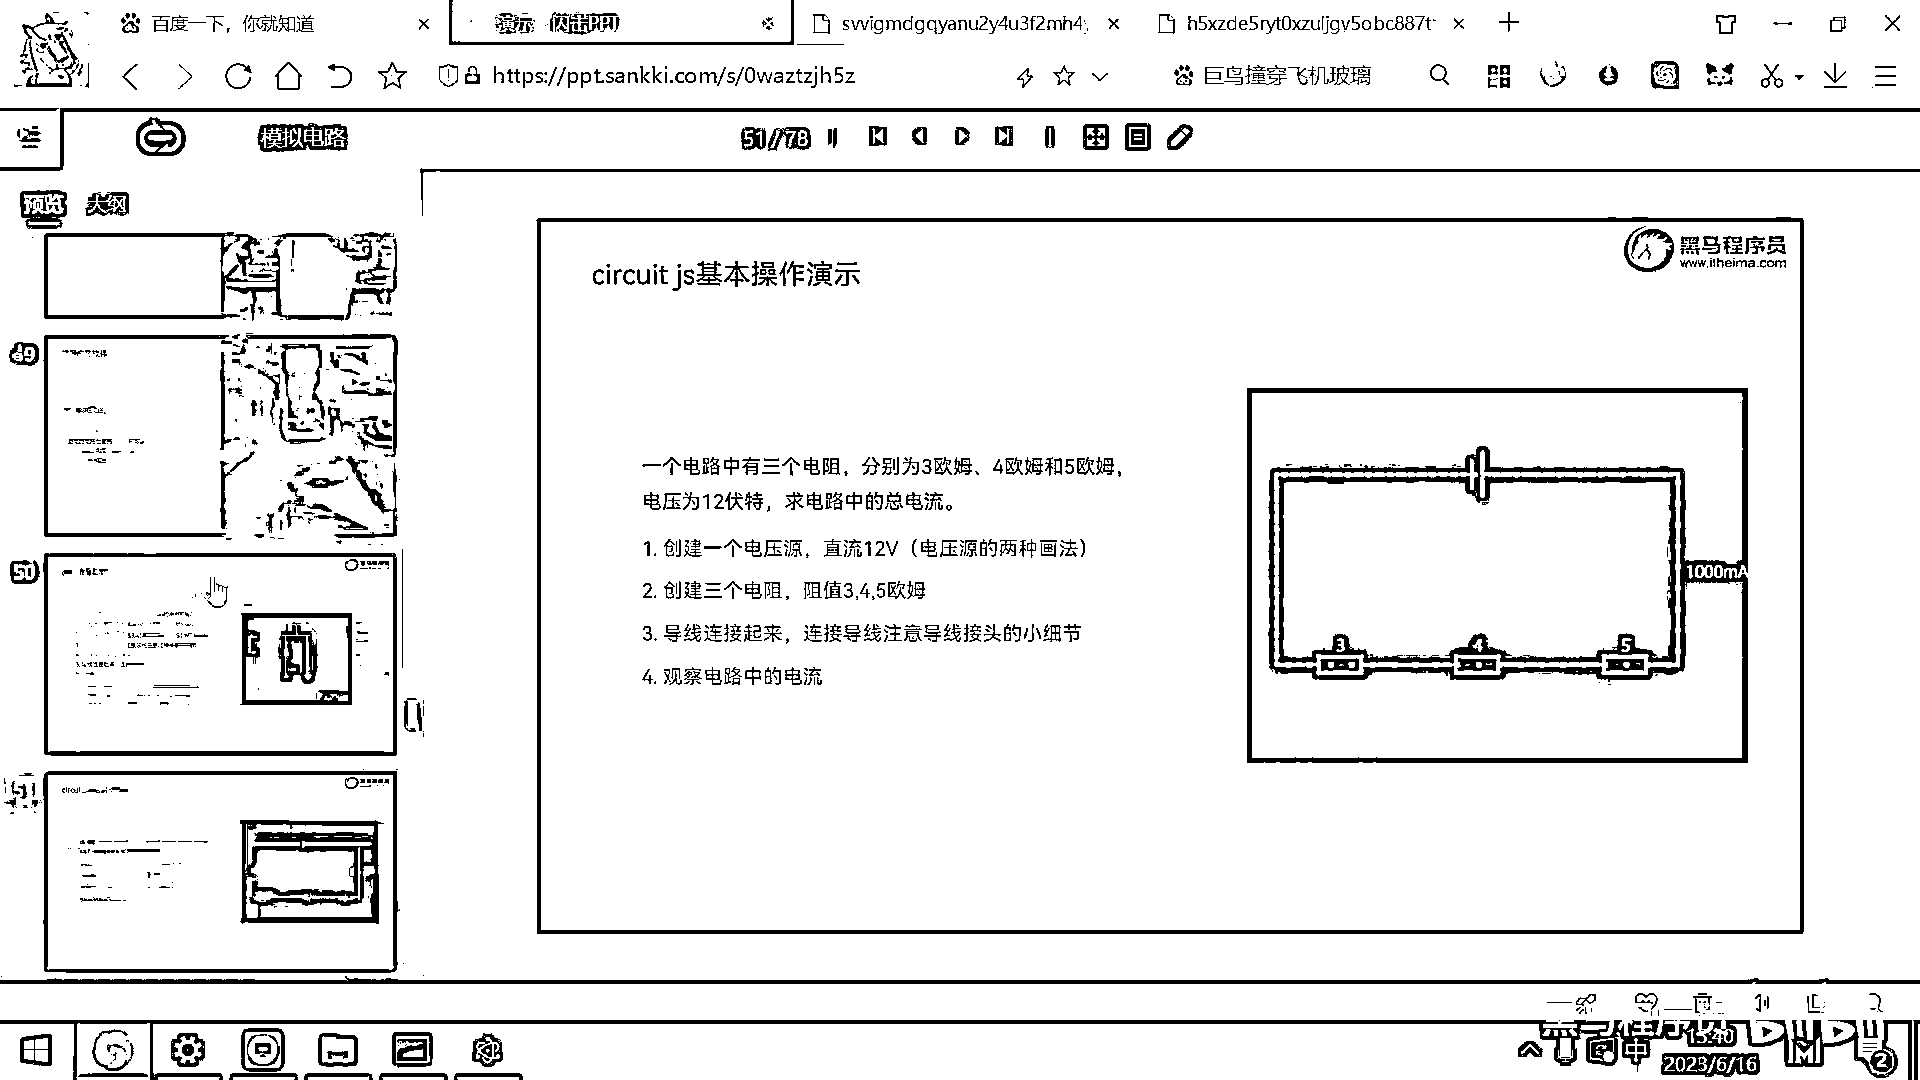 百度一下，你就知道
演示
svvigmdgqyanu2y4u3f2mh4
h5xzde5ryt0xzuljgv5obc887t
https://ppt.sankki.com/s/0waztzjh5z
巨鸟撞穿飞机玻璃
模拟电路
51/78
预览 大纲
49
50
51
circuit js基本操作演示
黑马程序员
www.itheima.com
一个电路中有三个电阻，分别为3欧姆、4欧姆和5欧姆，
电压为12伏特，求电路中的总电流。
1. 创建一个电压源，直流12V（电压源的两种画法）
2. 创建三个电阻，阻值3,4,5欧姆
3. 导线连接起来，连接导线注意导线接头的小细节
4. 观察电路中的电流
1000mA
3 4 5
15:40
中
2023/6/16
2